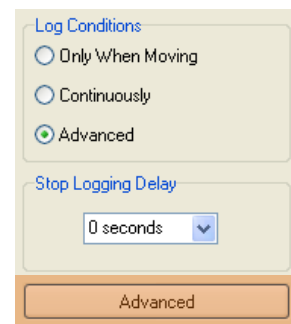 Log Conditions
Only When Moving
Continuously
Advanced
Stop Logging Delay
0 seconds
Advanced